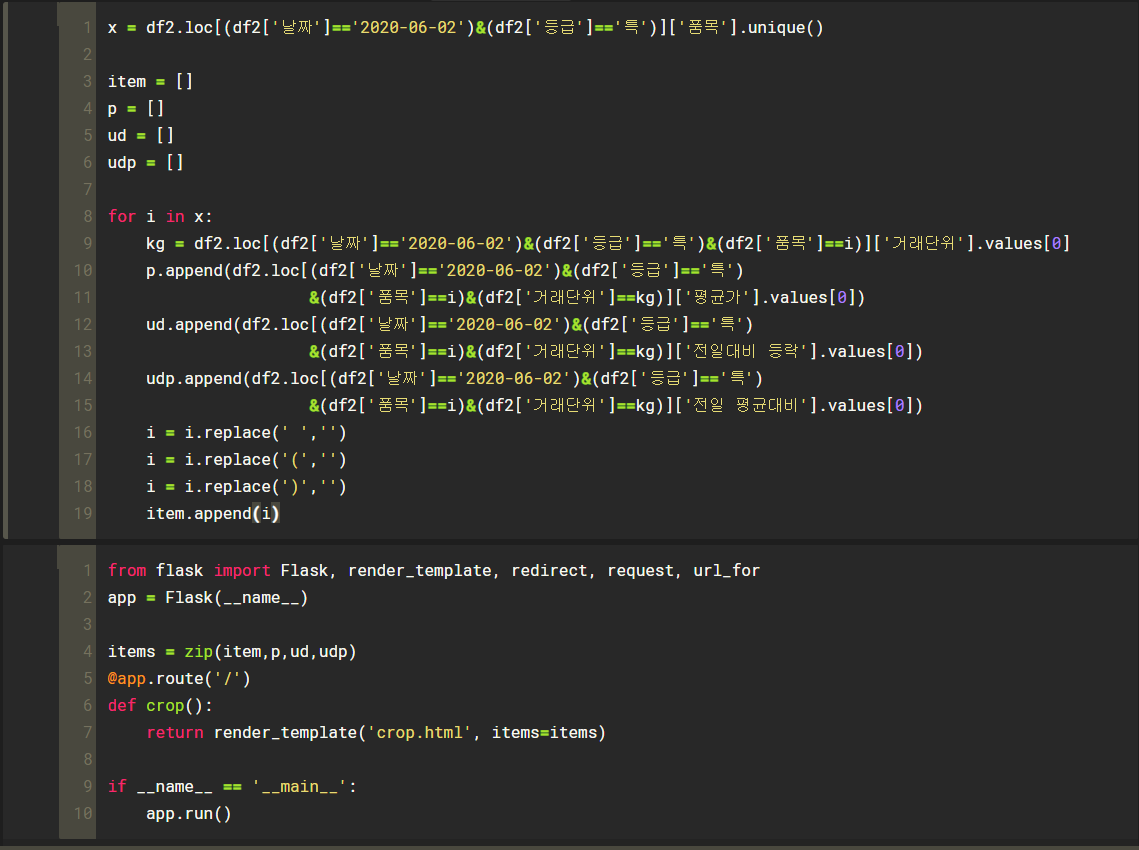 1 x = df2.loc[(df2['날짜']=='2020-06-02')&(df2['등급']=='특')]['품목'].unique()
2
3 item = []
4 p = []
5 ud = []
6 udp = []
7
8 for i in x:
9     kg = df2.loc[(df2['날짜']=='2020-06-02')&(df2['등급']=='특')&(df2['품목']==i)]['거래단위'].values[0]
10     p.append(df2.loc[(df2['날짜']=='2020-06-02')&(df2['등급']=='특')
11                      &(df2['품목']==i)&(df2['거래단위']==kg)]['평균가'].values[0])
12     ud.append(df2.loc[(df2['날짜']=='2020-06-02')&(df2['등급']=='특')
13                      &(df2['품목']==i)&(df2['거래단위']==kg)]['전일대비 등락'].values[0])
14     udp.append(df2.loc[(df2['날짜']=='2020-06-02')&(df2['등급']=='특')
15                      &(df2['품목']==i)&(df2['거래단위']==kg)]['전일 평균대비'].values[0])
16     i = i.replace(' ','')
17     i = i.replace('(','')
18     i = i.replace(')','')
19     item.append(i)
1 from flask import Flask, render_template, redirect, request, url_for
2 app = Flask(__name__)
3
4 items = zip(item,p,ud,udp)
5 @app.route('/')
6 def crop():
7     return render_template('crop.html', items=items)
8
9 if __name__ == '__main__':
10     app.run()